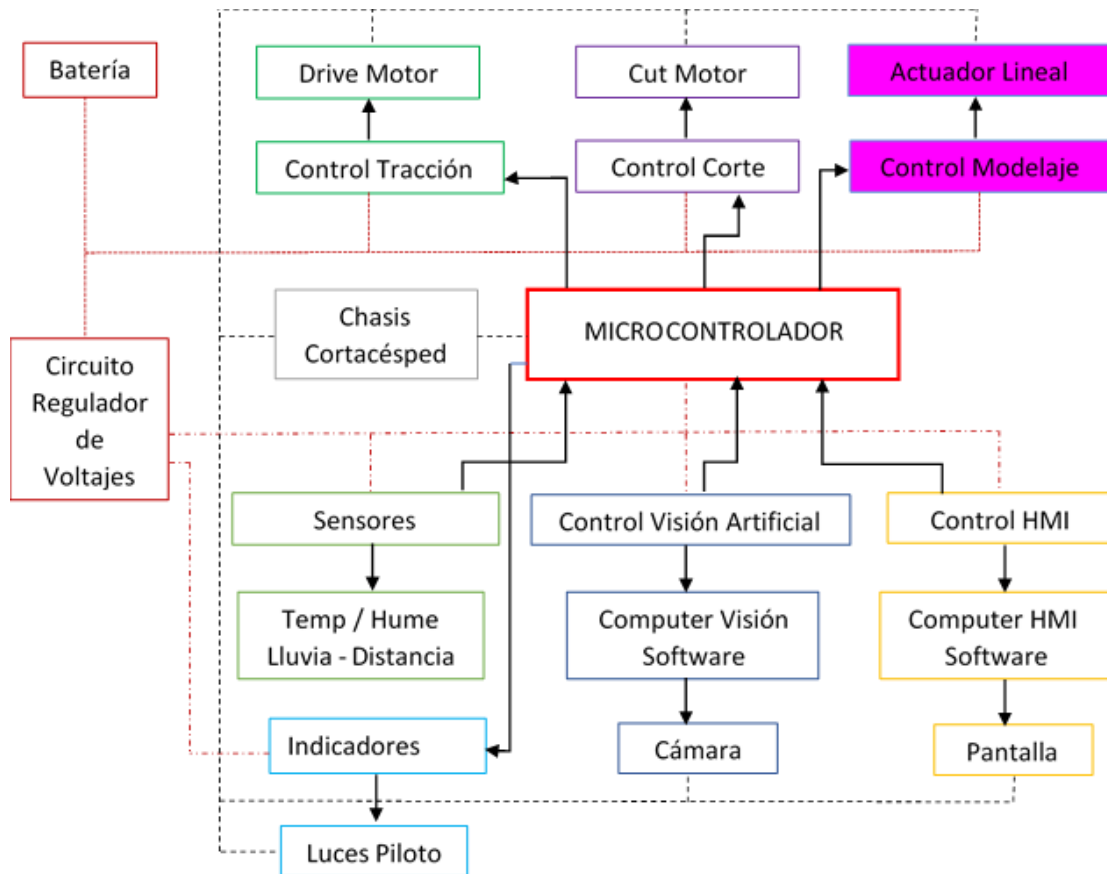 Batería
Drive Motor
Cut Motor
Actuador Lineal
Control Tracción
Control Corte
Control Modelaje
Chasis
Cortacésped
MICROCONTROLADOR
Circuito
Regulador
de
Voltajes
Sensores
Control Visión Artificial
Control HMI
Temp / Hume
Lluvia - Distancia
Computer Visión
Software
Computer HMI
Software
Indicadores
Cámara
Pantalla
Luces Piloto